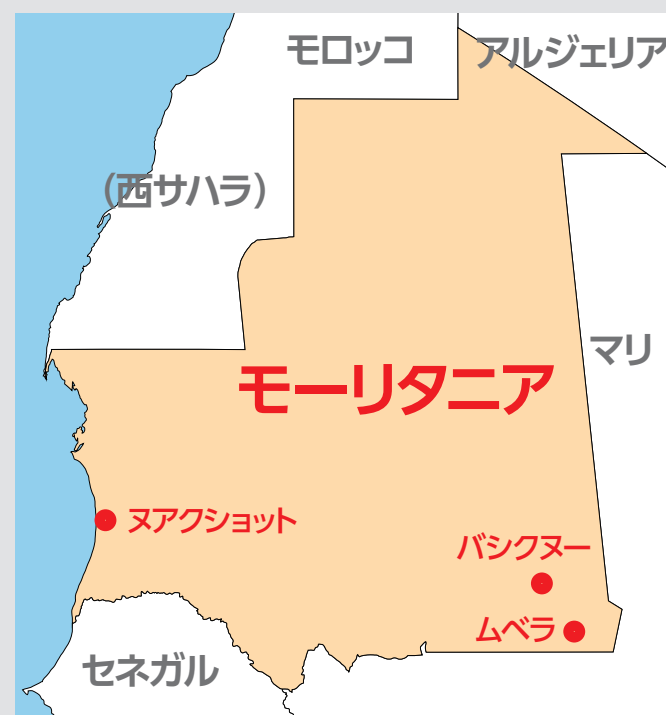 モロッコ
アルジェリア
(西サハラ)
マリ
モーリタニア
ヌアクショット
バシクヌー
ムベラ
セネガル